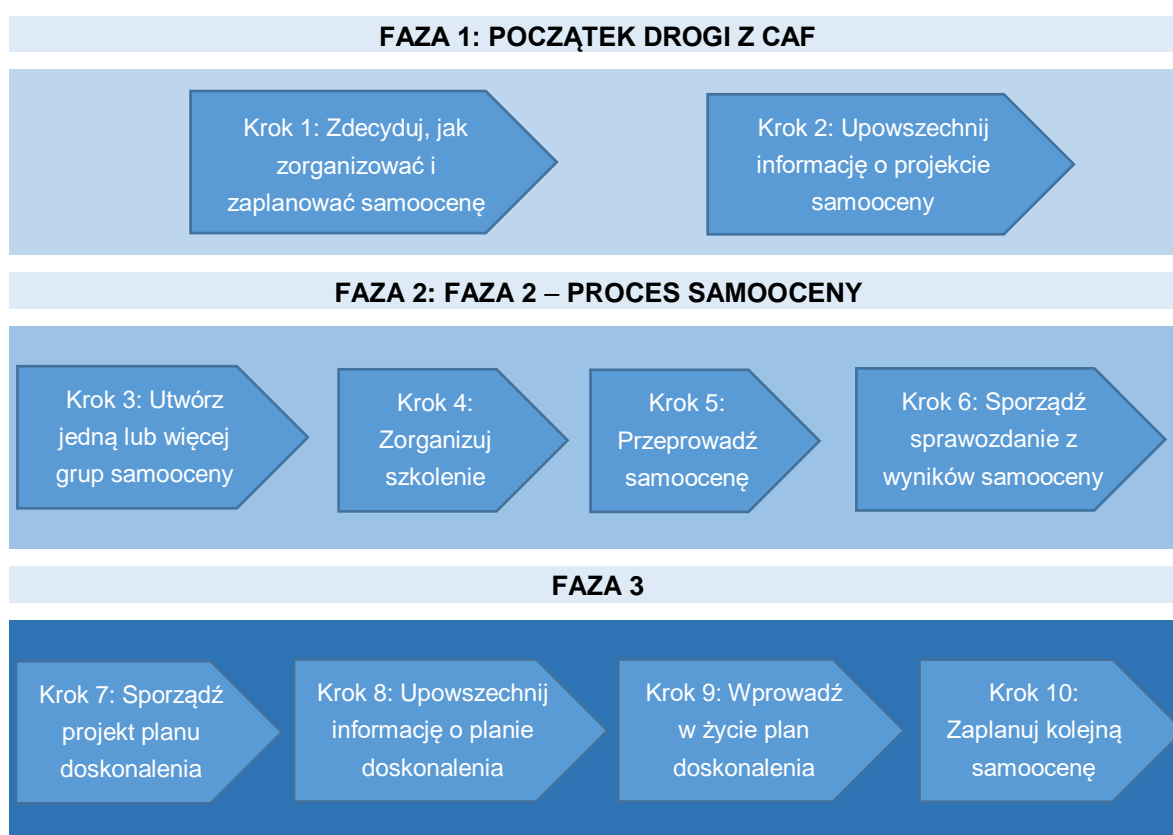 FAZA 1: POCZĄTEK DROGI Z CAF
Krok 1: Zdecyduj, jak
zorganizować i
zaplanować samoocenę
Krok 2: Upowszechnij
informację o projekcie
samooceny
FAZA 2: FAZA 2 – PROCES SAMOOCENY
Krok 3: Utwórz
jedną lub więcej
grup samooceny
Krok 4:
Zorganizuj
szkolenie
Krok 5:
Przeprowadź
samoocenę
Krok 6: Sporządź
sprawozdanie z
wyników samooceny
FAZA 3
Krok 7: Sporządź
projekt planu
doskonalenia
Krok 8: Upowszechnij
informację o planie
doskonalenia
Krok 9: Wprowadź
w życie plan
doskonalenia
Krok 10:
Zaplanuj kolejną
samoocenę